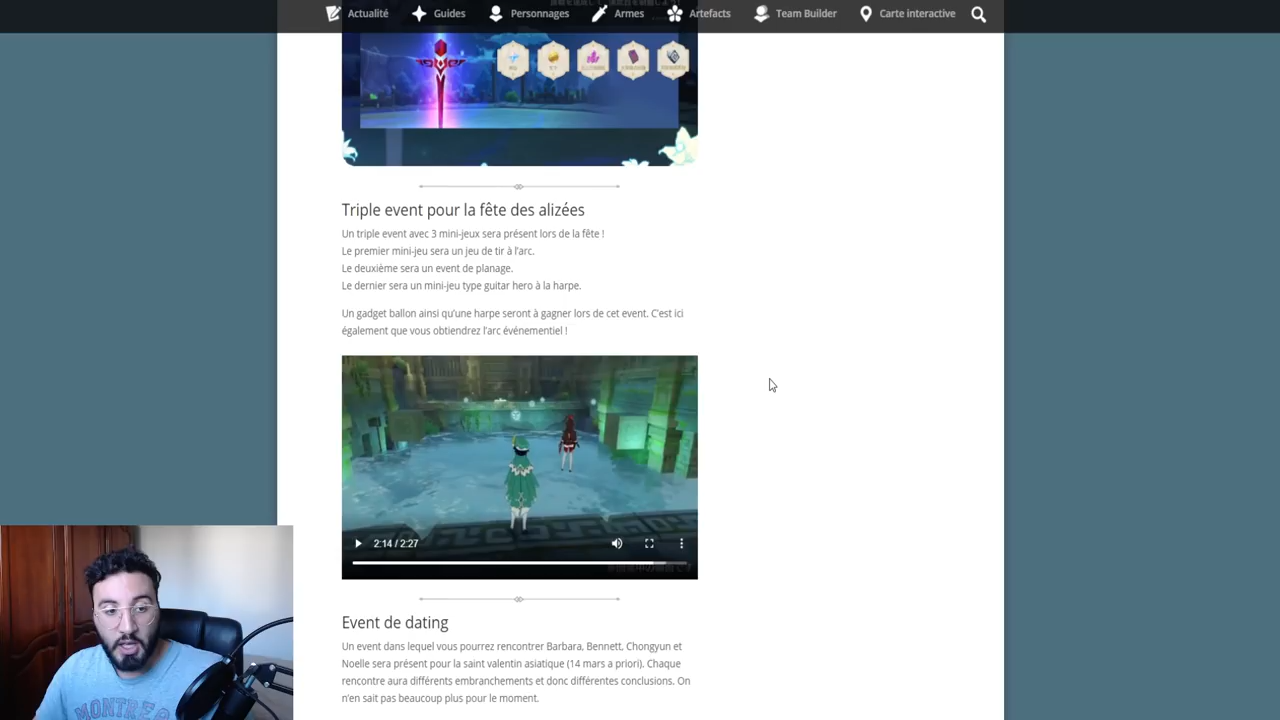 Actualité Guides Personnages Armes Artefacts Team Builder Carte interactive
Triple event pour la fête des alizées
Un triple event avec 3 mini-jeux sera présent lors de la fête !
Le premier mini-jeu sera un jeu de tir à l'arc.
Le deuxième sera un event de planage.
Le dernier sera un mini-jeu type guitar hero à la harpe.
Un gadget ballon ainsi qu'une harpe seront à gagner lors de cet event. C'est ici
également que vous obtiendrez l'arc événementiel !
2:14 / 2:27
Event de dating
Un event dans lequel vous pourrez rencontrer Barbara, Bennett, Chongyun et
Noelle sera présent pour la saint valentin asiatique (14 mars a priori). Chaque
rencontre aura différents embranchements et donc différentes conclusions. On
n'en sait pas beaucoup plus pour le moment.
MONTRE